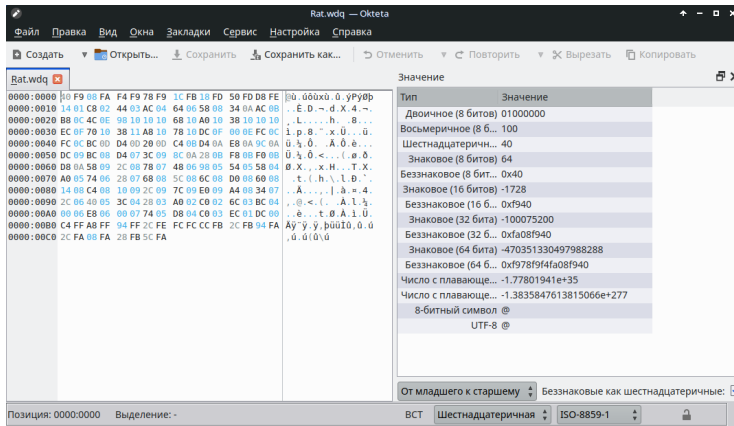 Rat.wdq — Okteta
Файл Правка Вид Окна Закладки Сервис Настройка Справка
Создать Открыть... Сохранить Сохранить как... Отменить Повторить Вырезать Копировать
Rat.wdq
0000:0000 40 F9 08 FA F4 F9 78 F9 1C FB 18 FD 50 FD D8 FE @ù.úôùxù.û.ýPýØþ
0000:0010 14 01 C8 02 44 03 AC 04 64 06 58 08 34 0A AC 0B ..È.D.¬.d.X.4.¬.
0000:0020 B8 0C 4C 0E 98 10 10 10 68 10 A0 10 38 10 10 10 ¸.L.....h. .8...
0000:0030 EC 0F 70 10 38 11 A8 10 78 10 DC 0F 00 0E FC 0C ì.p.8.¨.x.Ü...ü.
0000:0040 FC 0C BC 0D D4 0D 20 0D C4 0B D4 0A E8 0A 9C 0A ü.¼.Ô. .Ä.Ô.è...
0000:0050 DC 09 BC 08 D4 07 3C 09 8C 0A 28 0B F8 0B F0 0B Ü.¼.Ô.<...(.ø.ð.
0000:0060 D8 0A 58 09 2C 08 78 07 48 06 98 05 54 05 58 04 Ø.X.,.x.H...T.X.
0000:0070 A0 05 74 06 28 07 68 08 5C 08 6C 08 D0 08 60 08 .t.(.h.\.l.Ð.`.
0000:0080 14 08 C4 08 10 09 2C 09 7C 09 E0 09 A4 08 34 07 ..Ä...,.|.à.¤.4.
0000:0090 2C 06 40 05 3C 04 28 03 A0 02 C0 02 6C 03 BC 04 ,.@.<.(. .À.l.¼.
0000:00A0 00 06 E8 06 00 07 74 05 D8 04 C0 03 EC 01 DC 00 ..è...t.Ø.À.ì.Ü.
0000:00B0 C4 FF A8 FF 94 FF 2C FE FC FC CC FB 2C FB 94 FA Äÿ¨ÿ.ÿ,þüüÌû,û.ú
0000:00C0 2C FA 08 FA 28 FB 5C FA ,ú.ú(û\ú
Значение
Тип Значение
Двоичное (8 битов) 01000000
Восьмеричное (8 б... 100
Шестнадцатеричн... 40
Знаковое (8 битов) 64
Беззнаковое (8 бит... 0x40
Знаковое (16 битов) -1728
Беззнаковое (16 б... 0xf940
Знаковое (32 бита) -100075200
Беззнаковое (32 б... 0xfa08f940
Знаковое (64 бита) -470351330497988288
Беззнаковое (64 б... 0xf978f9f4fa08f940
Число с плавающе... -1.77801941e+35
Число с плавающе... -1.3835847613815066e+277
8-битный символ @
UTF-8 @
От младшего к старшему Беззнаковые как шестнадцатеричные:
Позиция: 0000:0000 Выделение: - ВСТ Шестнадцатеричная ISO-8859-1